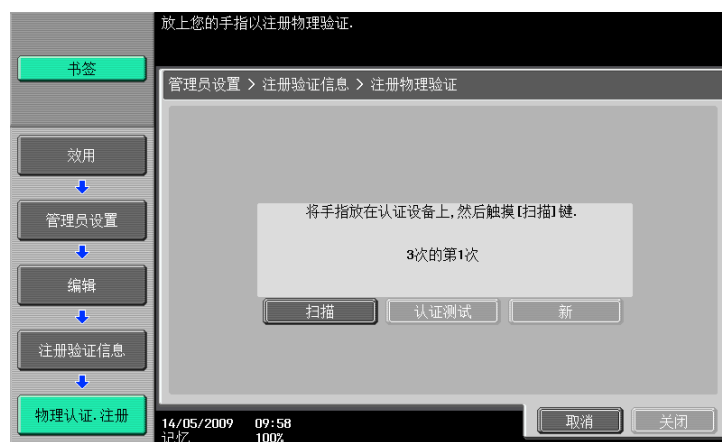 放上您的手指以注册物理验证.
书签
管理员设置 > 注册验证信息 > 注册物理验证
效用
管理员设置
编辑
注册验证信息
物理认证.注册
将手指放在认证设备上,然后触摸[扫描]键.
3次的第1次
扫描
认证测试
新
14/05/2009 09:58
记忆 100%
取消
关闭